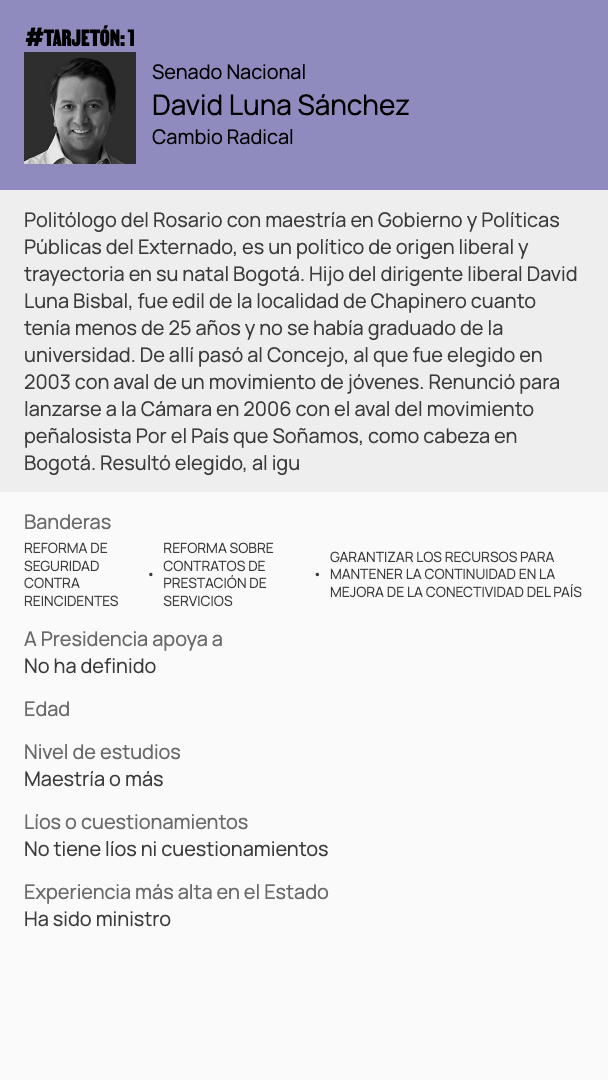 #TARJETÓN: 1
Senado Nacional
David Luna Sánchez
Cambio Radical
Politólogo del Rosario con maestría en Gobierno y Políticas
Públicas del Externado, es un político de origen liberal y
trayectoria en su natal Bogotá. Hijo del dirigente liberal David
Luna Bisbal, fue edil de la localidad de Chapinero cuanto
tenía menos de 25 años y no se había graduado de la
universidad. De allí pasó al Concejo, al que fue elegido en
2003 con aval de un movimiento de jóvenes. Renunció para
lanzarse a la Cámara en 2006 con el aval del movimiento
peñalosista Por el País que Soñamos, como cabeza en
Bogotá. Resultó elegido, al igu
Banderas
REFORMA DE
SEGURIDAD
CONTRA
REINCIDENTES
• REFORMA SOBRE
CONTRATOS DE
PRESTACIÓN DE
SERVICIOS
• GARANTIZAR LOS RECURSOS PARA
MANTENER LA CONTINUIDAD EN LA
MEJORA DE LA CONECTIVIDAD DEL PAÍS
A Presidencia apoya a
No ha definido
Edad
Nivel de estudios
Maestría o más
Líos o cuestionamientos
No tiene líos ni cuestionamientos
Experiencia más alta en el Estado
Ha sido ministro